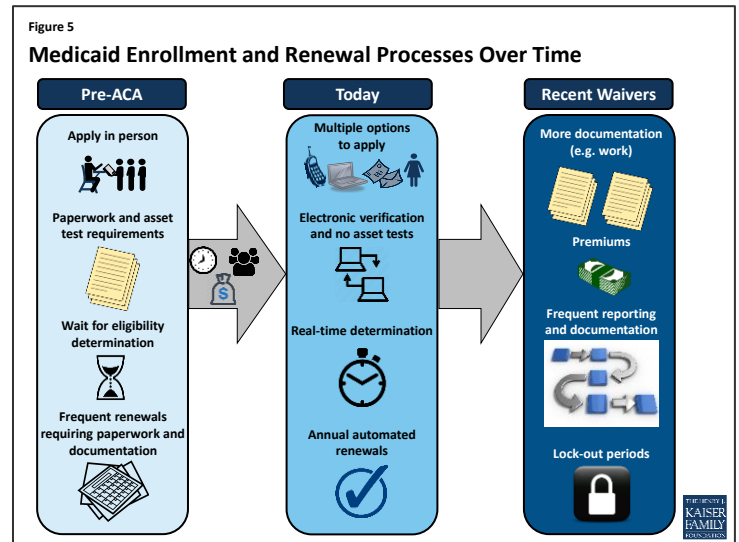 Figure 5
Medicaid Enrollment and Renewal Processes Over Time
Pre-ACA
Apply in person
Paperwork and asset
test requirements
Wait for eligibility
determination
Frequent renewals
requiring paperwork and
documentation
$
Today
Multiple options
to apply
Electronic verification
and no asset tests
Real-time determination
Annual automated
renewals
Recent Waivers
More documentation
(e.g. work)
Premiums
Frequent reporting
and documentation
Lock-out periods
THE HENRY J.
KAISER
FAMILY
FOUNDATION